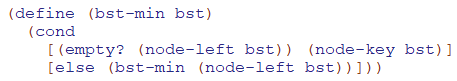 (define (bst-min bst)
(cond
[(empty? (node-left bst)) (node-key bst)]
[else (bst-min (node-left bst))]))